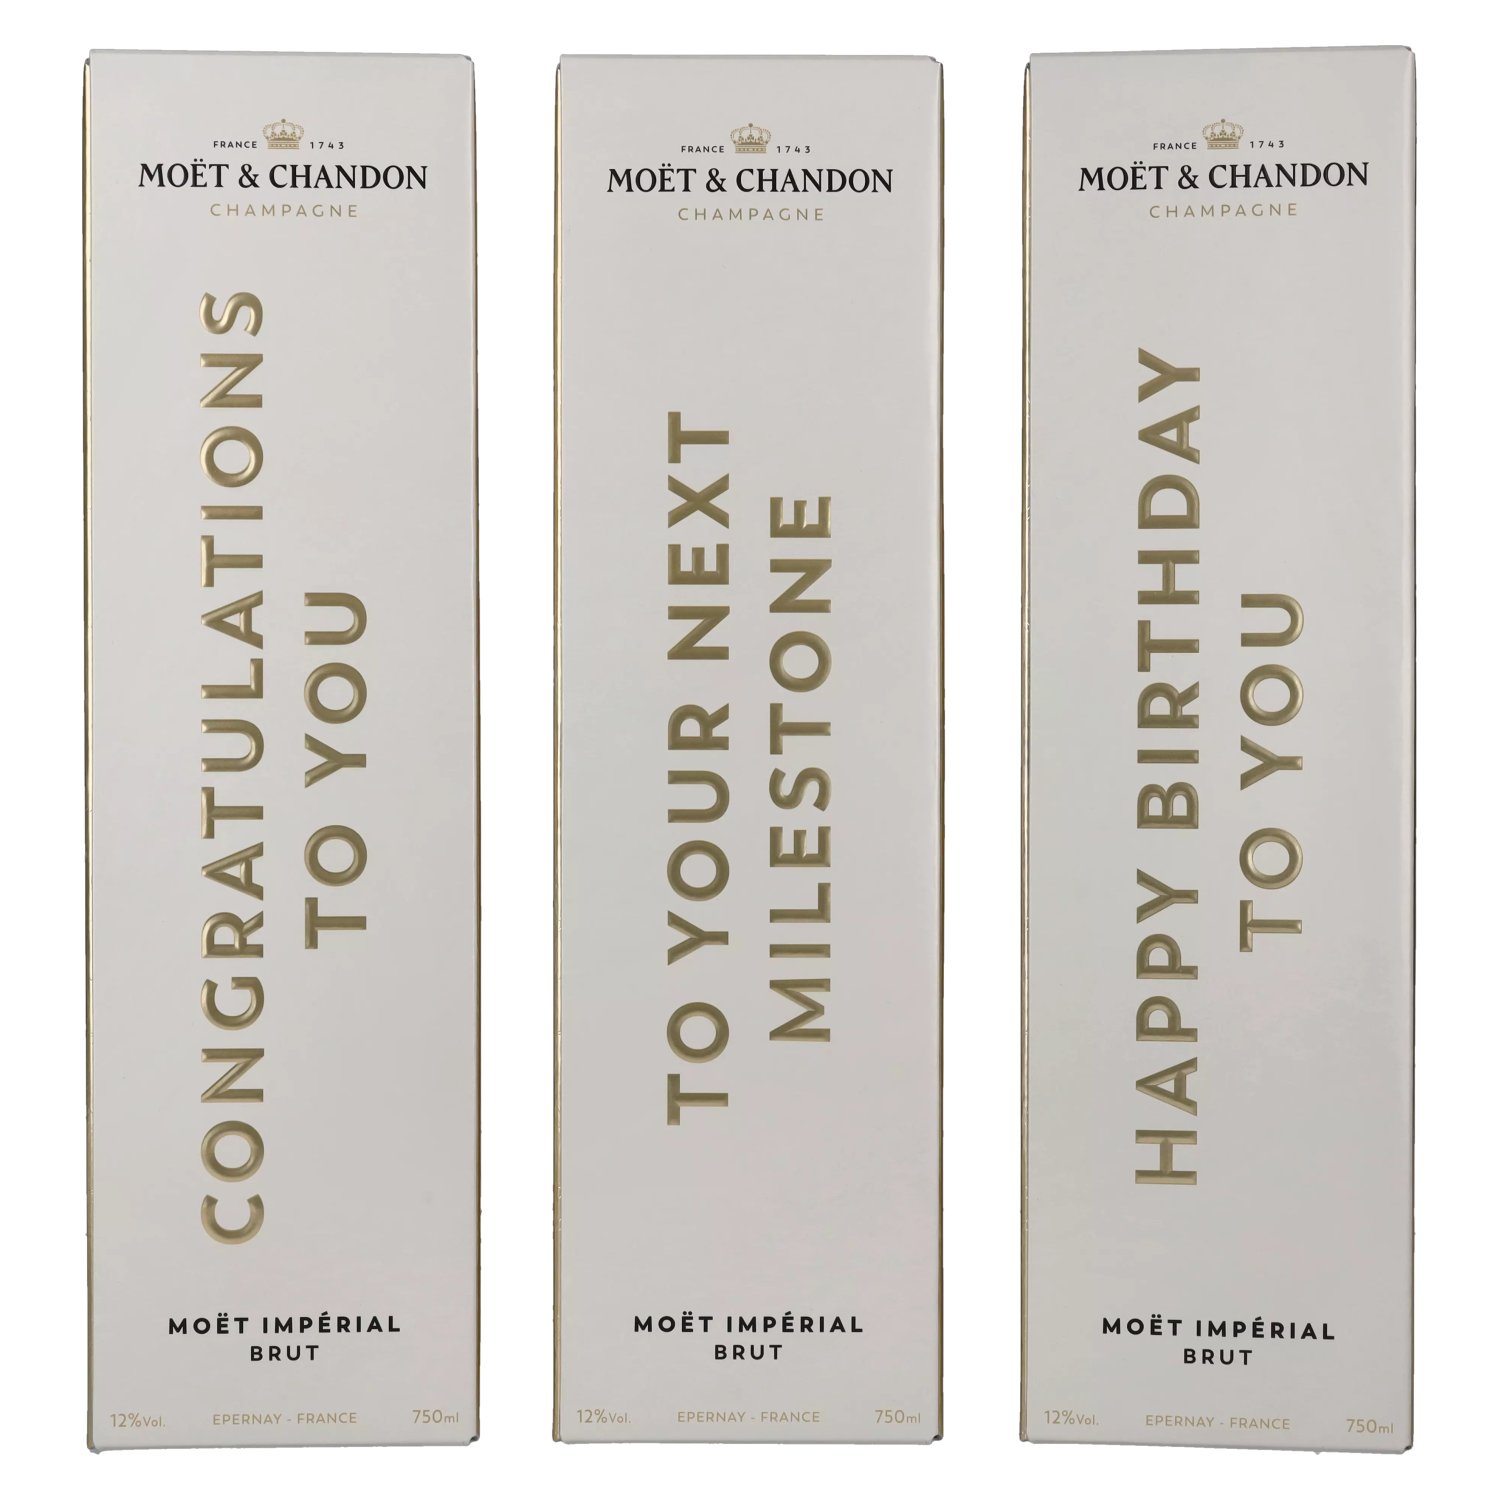 FRANCE 1743
MOËT & CHANDON
CHAMPAGNE
CONGRATULATIONS
TO YOU
MOËT IMPÉRIAL
BRUT
12%Vol. EPERNAY - FRANCE 750ml
FRANCE 1743
MOËT & CHANDON
CHAMPAGNE
TO YOUR NEXT
MILESTONE
MOËT IMPÉRIAL
BRUT
12%Vol. EPERNAY - FRANCE 750ml
FRANCE 1743
MOËT & CHANDON
CHAMPAGNE
HAPPY BIRTHDAY
TO YOU
MOËT IMPÉRIAL
BRUT
12%Vol. EPERNAY - FRANCE 750ml